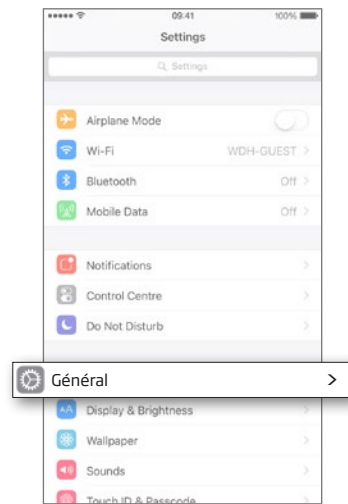 09:41
100%
Settings
Settings
Airplane Mode
Wi-Fi WDH-GUEST
Bluetooth Off
Mobile Data Off
Notifications
Control Centre
Do Not Disturb
Général
Display & Brightness
Wallpaper
Sounds
Touch ID & Passcode